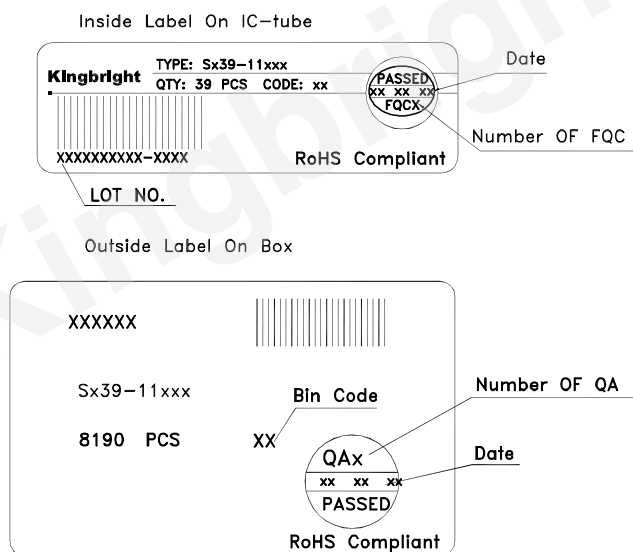 Inside Label On IC-tube
Kingbright
TYPE: Sx39-11xxx
QTY: 39 PCS CODE: xx
PASSED
xx xx xx
FQCX
Date
Number OF FQC
XXXXXXXXXX-XXXX
RoHS Compliant
LOT NO.
Outside Label On Box
XXXXXX
Sx39-11xxx
Bin Code
Number OF QA
8190 PCS
XX
QAx
Date
xx xx xx
PASSED
RoHS Compliant
Kingbright